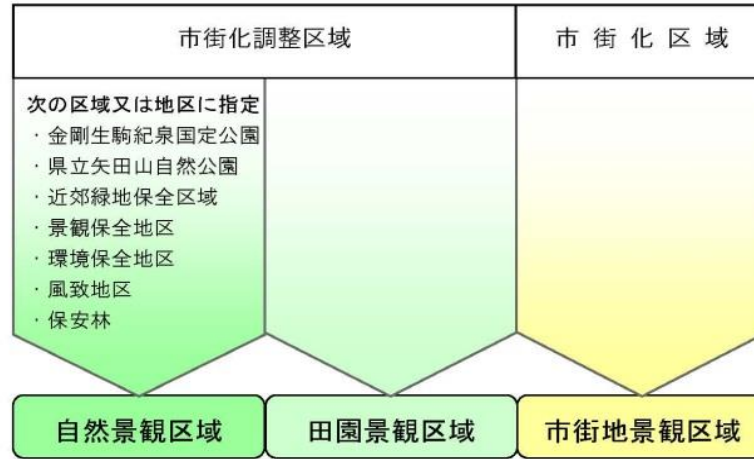 市街化調整区域
市街化区域
次の区域又は地区に指定
・金剛生駒紀泉国定公園
・県立矢田山自然公園
・近郊緑地保全区域
・景観保全地区
・環境保全地区
・風致地区
・保安林
自然景観区域
田園景観区域
市街地景観区域